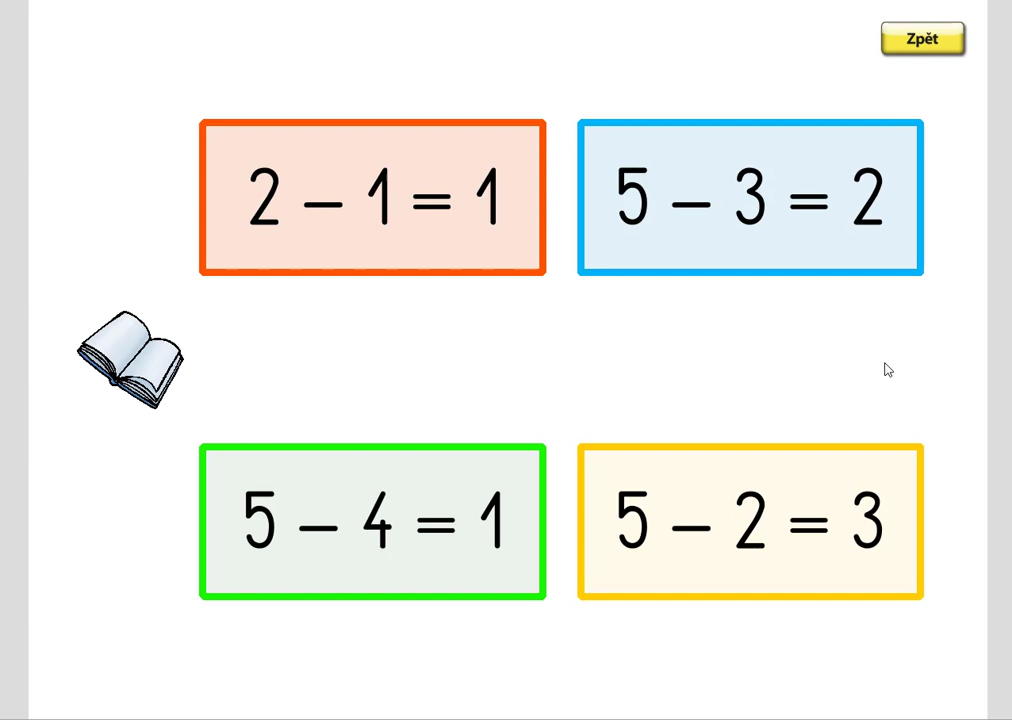 Zpět
2 – 1 = 1
5 – 3 = 2
5 – 4 = 1
5 – 2 = 3